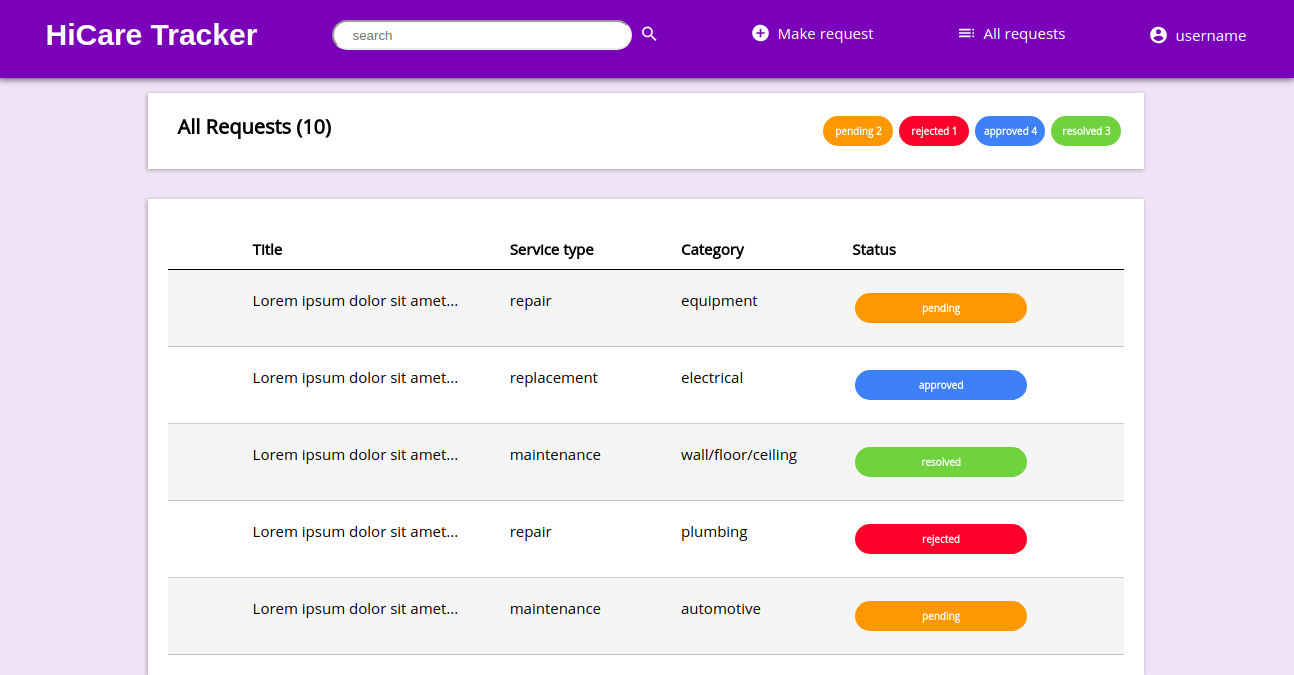 HiCare Tracker search Make request All requests username
All Requests (10) pending 2 rejected 1 approved 4 resolved 3
Title Service type Category Status
Lorem ipsum dolor sit amet... repair equipment pending
Lorem ipsum dolor sit amet... replacement electrical approved
Lorem ipsum dolor sit amet... maintenance wall/floor/ceiling resolved
Lorem ipsum dolor sit amet... repair plumbing rejected
Lorem ipsum dolor sit amet... maintenance automotive pending